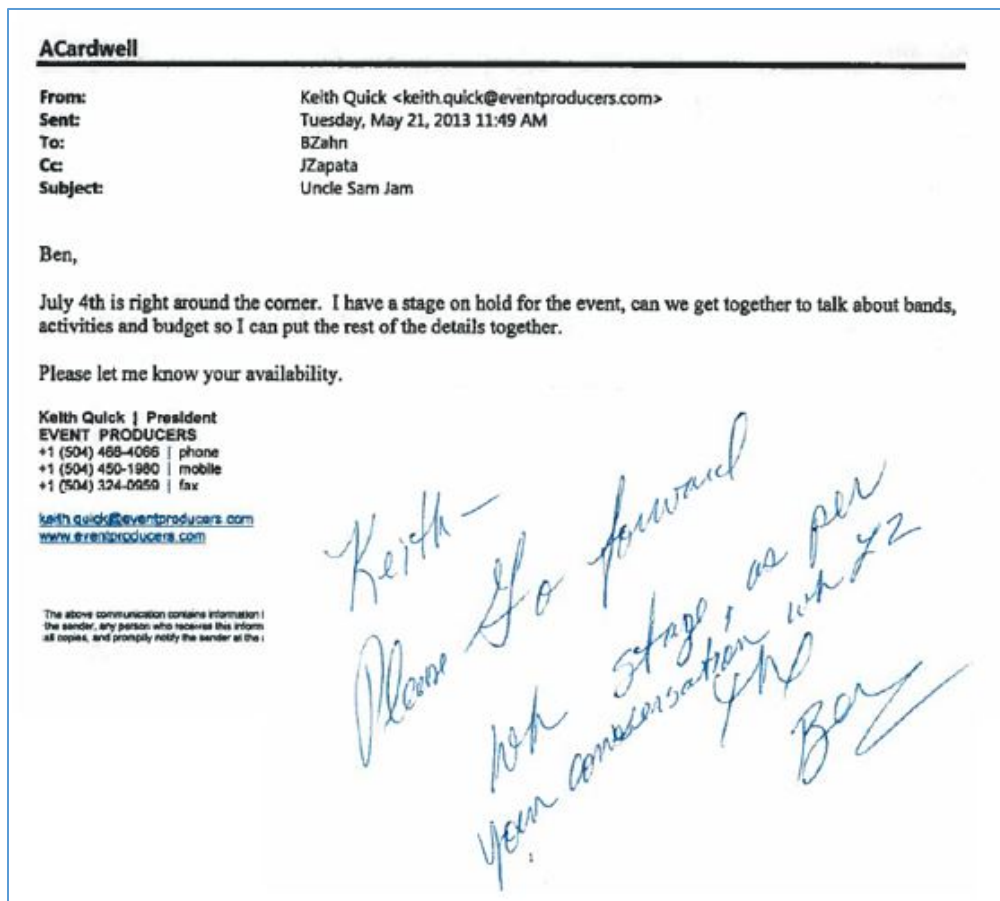 ACardwell
From: Keith Quick <keith.quick@eventproducers.com>
Sent: Tuesday, May 21, 2013 11:49 AM
To: BZahn
Cc: JZapata
Subject: Uncle Sam Jam
Ben,
July 4th is right around the corner. I have a stage on hold for the event, can we get together to talk about bands,
activities and budget so I can put the rest of the details together.
Please let me know your availability.
Keith Quick | President
EVENT PRODUCERS
+1 (504) 466-4066 | phone
+1 (504) 450-1980 | mobile
+1 (504) 324-0959 | fax
keith.quick@eventproducers.com
www.eventproducers.com
The above communication contains information
the sender, any person who receives this inform
all copies, and promptly notify the sender at the
Keith -
Please Go forward
with stage, as per
your conversation with
Ben